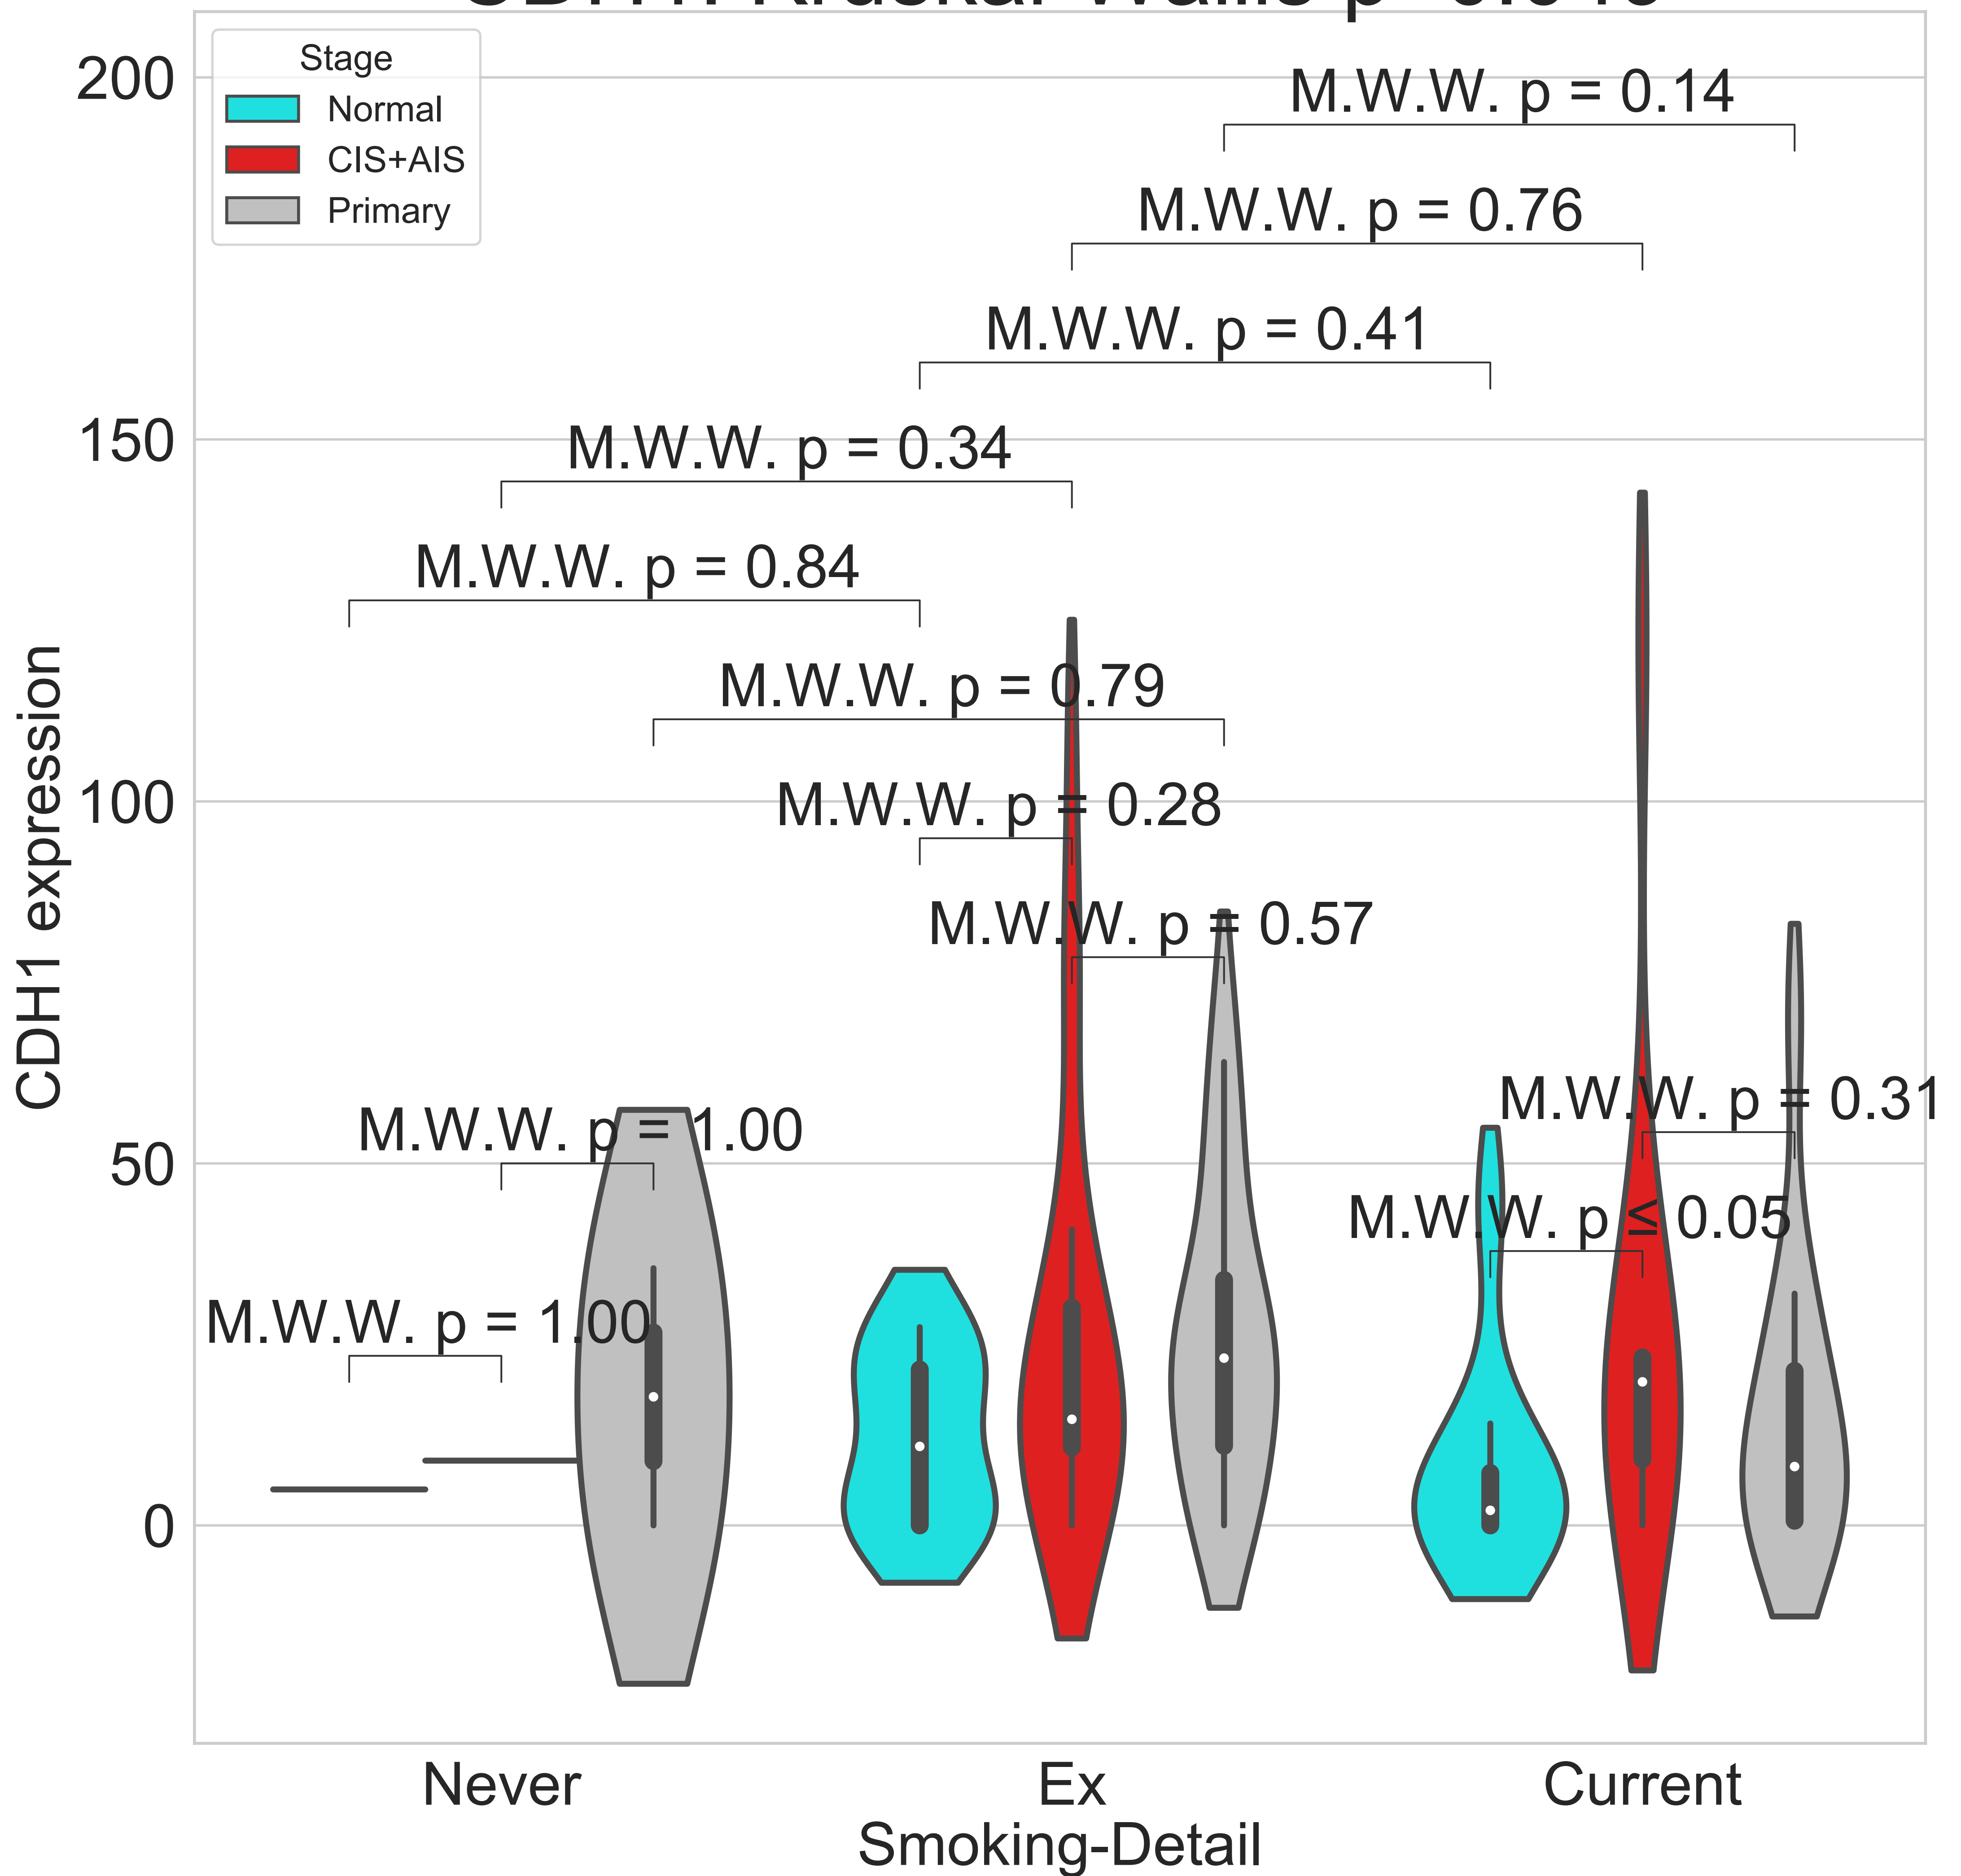 Stage
Normal
CIS+AIS
Primary
200
150
100
50
0
CDH1 expression
M.W.W. p = 0.14
M.W.W. p = 0.76
M.W.W. p = 0.41
M.W.W. p = 0.34
M.W.W. p = 0.84
M.W.W. p = 0.79
M.W.W. p = 0.28
M.W.W. p = 0.57
M.W.W. p = 0.31
M.W.W. p = 1.00
M.W.W. p ≤ 0.05
M.W.W. p = 1.00
Never
Ex
Current
Smoking-Detail